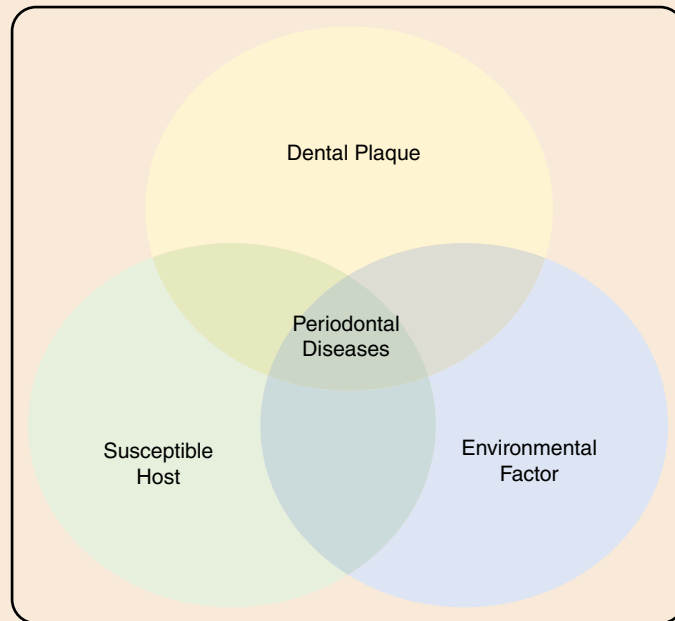 Dental Plaque
Periodontal
Diseases
Susceptible
Host
Environmental
Factor